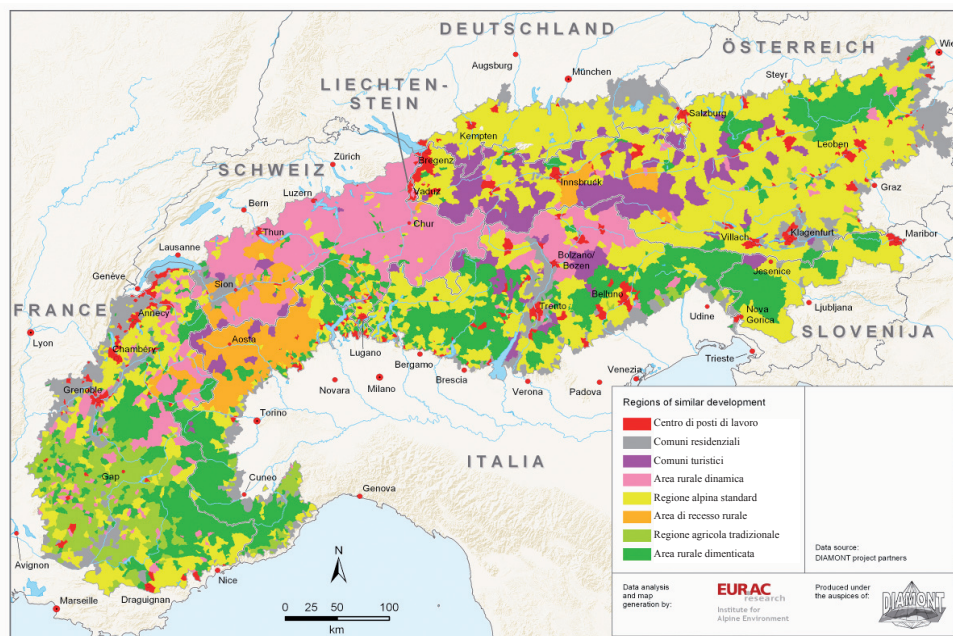 DEUTSCHLAND
ÖSTERREICH
Wie
Augsburg
München
Steyr
LIECHTEN-
STEIN
Salzburg
Kempten
Leoben
Bregenz
Zürich
SCHWEIZ
Innsbruck
Vaduz
Luzern
Graz
Bern
Chur
Thun
Villach
Klagenfurt
Maribor
Lausanne
Bolzano/
Bozen
Jesenice
Genève
Sion
Belluno
FRANCE
Annecy
Trento
Nova
Gorica
Ljubljana
Udine
SLOVENIJA
Lyon
Aosta
Chambéry
Lugano
Bergamo
Trieste
Brescia
Venezia
Novara
Milano
Verona
Padova
Grenoble
Torino
ITALIA
Gap
Cuneo
Genova
Avignon
Nice
Draguignan
Marseille
N
0 25 50 100
km
Regions of similar development
Centro di posti di lavoro
Comuni residenziali
Comuni turistici
Area rurale dinamica
Regione alpina standard
Area di recesso rurale
Regione agricola tradizionale
Area rurale dimenticata
Data source:
DIAMONT project partners
Data analysis
and map
generation by:
EURAC
research
Institute for
Alpine Environment
Produced under
the auspices of:
DIAMONT